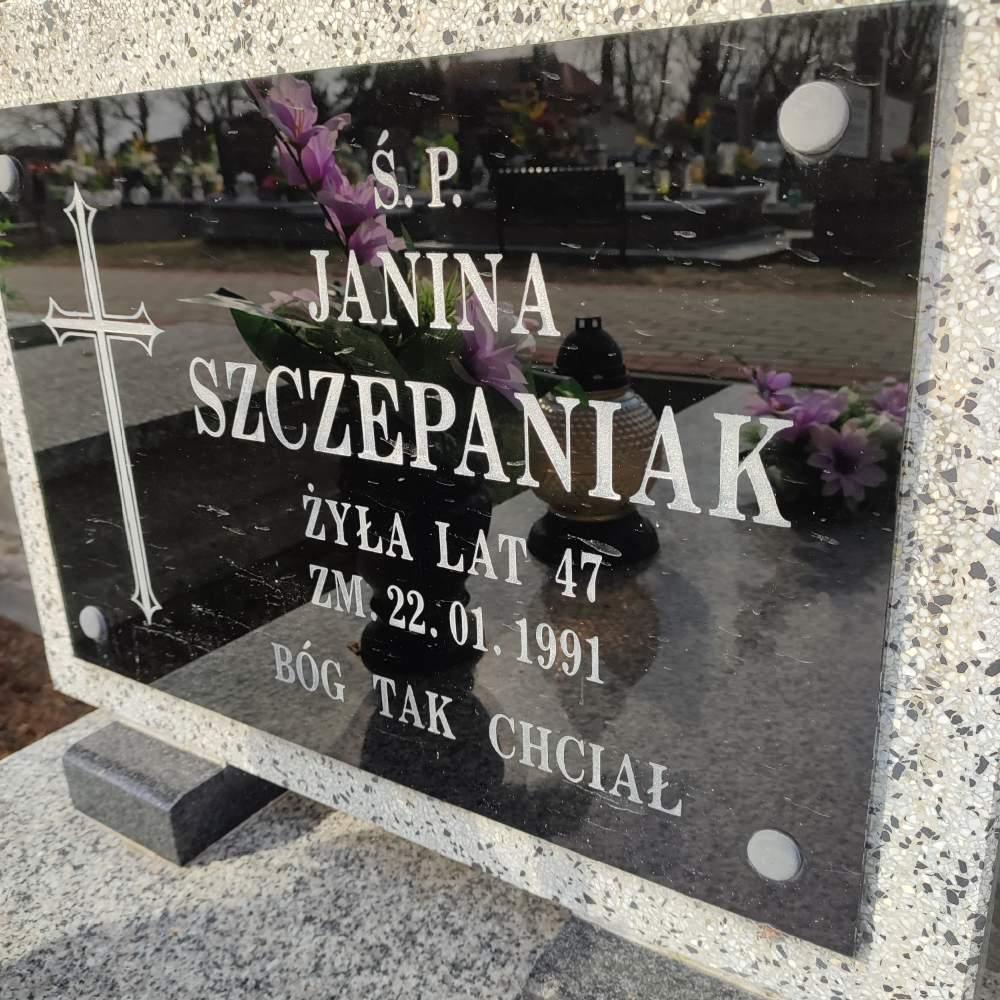 Ś. P.
JANINA
SZCZEPANIAK
ŻYŁA LAT 47
ZM. 22. 01. 1991
BÓG TAK CHCIAŁ